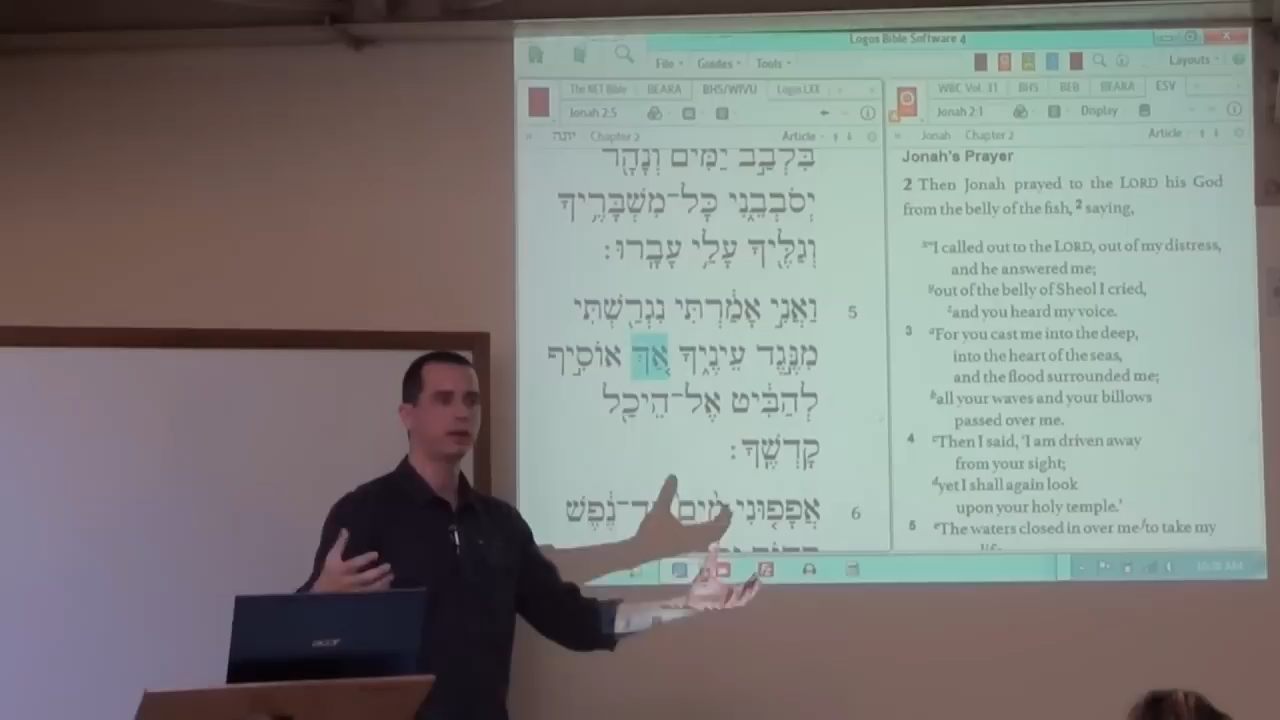 Logos Bible Software 4
File Guides Tools Layouts
The NET Bible BEARA BHS/WIVU Logos LXX
Jonah 2:5
יונה Chapter 2 Article
בִּלְבַ֣ב יַמִּ֔ים וְנָהָ֖ר
יְסֹבְבֵ֑נִי כָּל־מִשְׁבָּרֶ֥יךָ
וְגַלֶּ֖יךָ עָלַ֥י עָבָֽרוּ׃
5 וַאֲנִ֣י אָמַ֔רְתִּי נִגְרַ֖שְׁתִּי
מִנֶּ֣גֶד עֵינֶ֑יךָ אַ֚ךְ אוֹסִ֣יף
לְהַבִּ֔יט אֶל־הֵיכַ֖ל
קָדְשֶֽׁךָ׃
6 אֲפָפ֤וּנִי מַ֙יִם֙ עַד־נֶ֔פֶשׁ
WBC Vol. 31 BHS BEB BEARA ESV
Jonah 2:1 Display
Jonah Chapter 2 Article
Jonah's Prayer
2 Then Jonah prayed to the LORD his God
from the belly of the fish, 2 saying,
"I called out to the LORD, out of my distress,
and he answered me;
out of the belly of Sheol I cried,
and you heard my voice.
3 For you cast me into the deep,
into the heart of the seas,
and the flood surrounded me;
all your waves and your billows
passed over me.
4 Then I said, 'I am driven away
from your sight;
yet I shall again look
upon your holy temple.'
5 The waters closed in over me to take my
life
acer